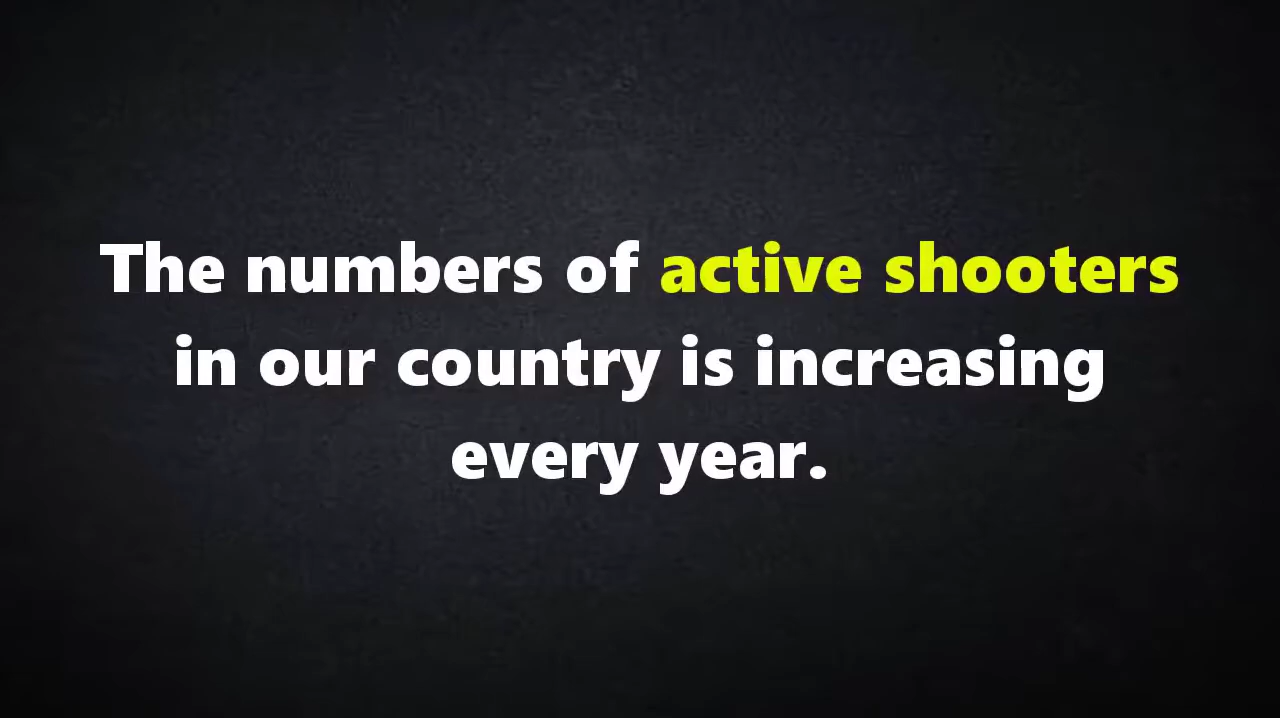 The numbers of active shooters
in our country is increasing
every year.